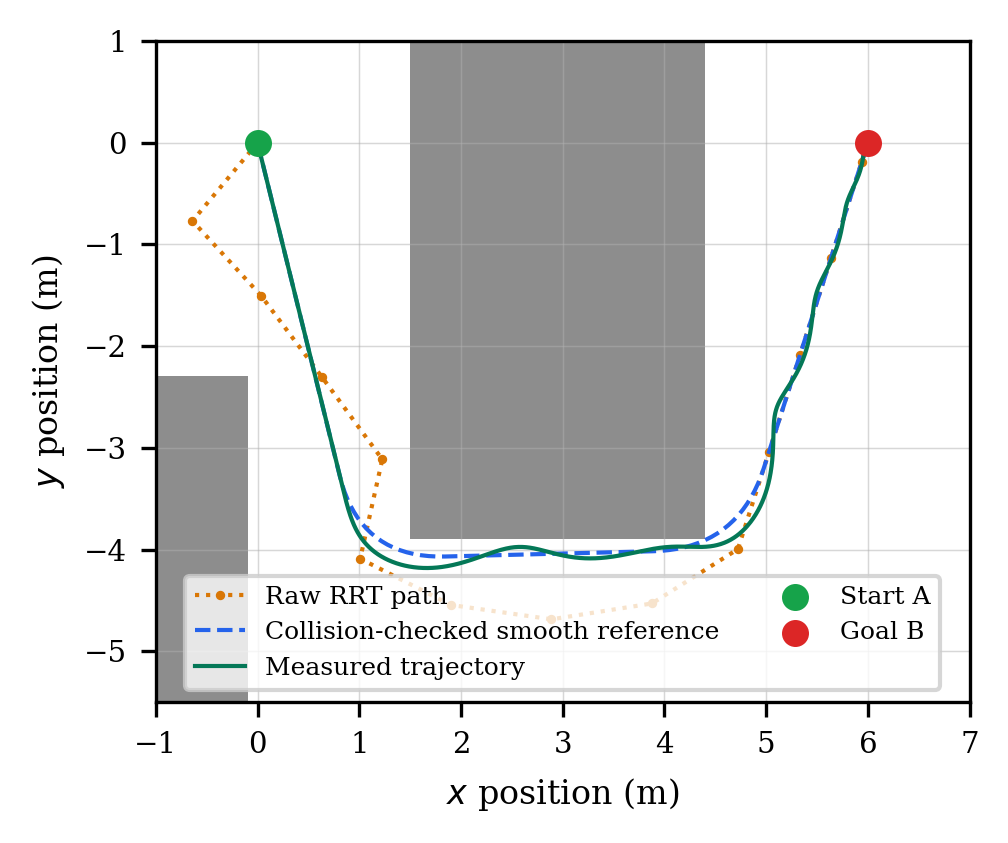 1
0
−1
−2
−3
−4
−5
y position (m)
Raw RRT path
Collision-checked smooth reference
Measured trajectory
Start A
Goal B
−1 0 1 2 3 4 5 6 7
x position (m)